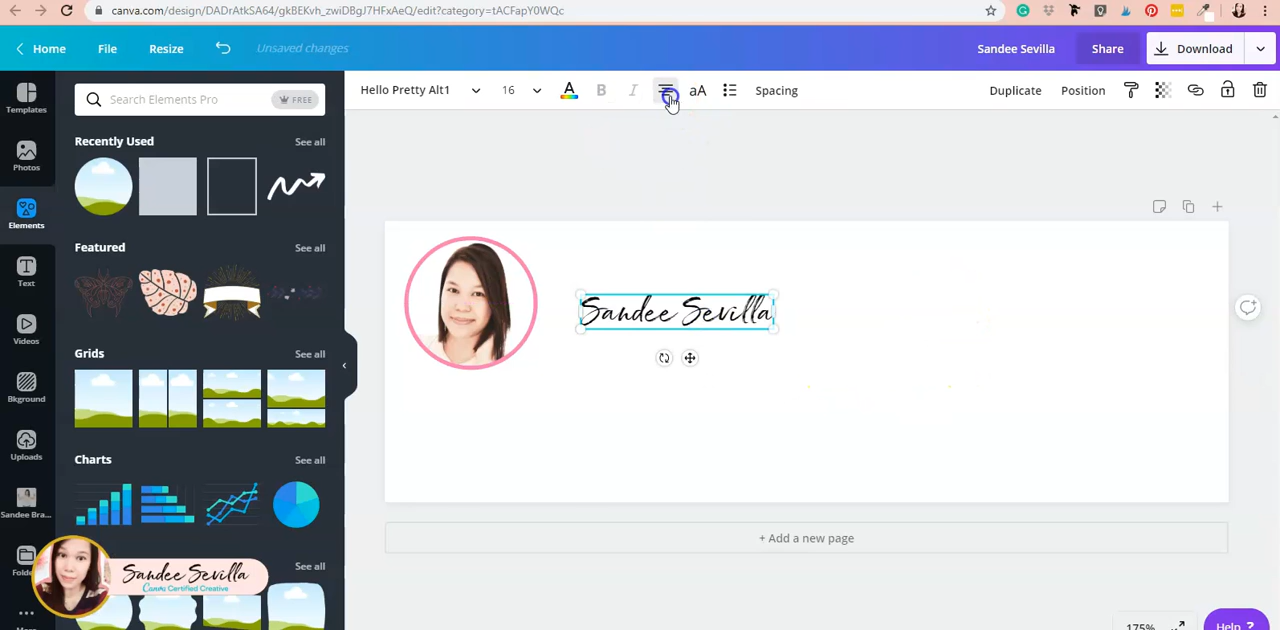 canva.com/design/DADrAtkSA64/gkBEKvh_zwiDBgJ7HFxAeQ/edit?category=tACFapY0WQc
Home File Resize Unsaved changes Sandee Sevilla Share Download
Templates
Photos
Elements
Text
Videos
Bkground
Uploads
Sandee Bra...
Folde
More
Search Elements Pro FREE
Recently Used See all
Featured See all
Grids See all
Charts See all
See all
Hello Pretty Alt1 16 A B I aA Spacing Duplicate Position
Sandee Sevilla
+ Add a new page
Sandee Sevilla
Canva Certified Creative
175% Help ?